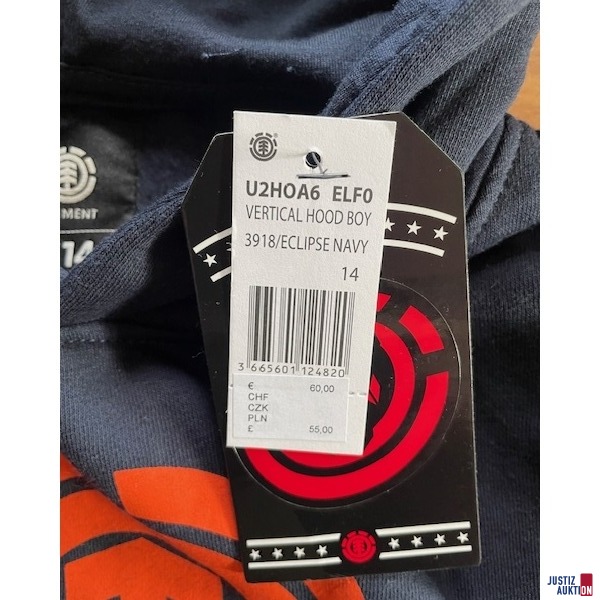 U2HOA6 ELF0
VERTICAL HOOD BOY
3918/ECLIPSE NAVY
14
3 665601 124820
€ 60,00
CHF
CZK
PLN
£ 55,00
MENT
14
JUSTIZ
AUKTION